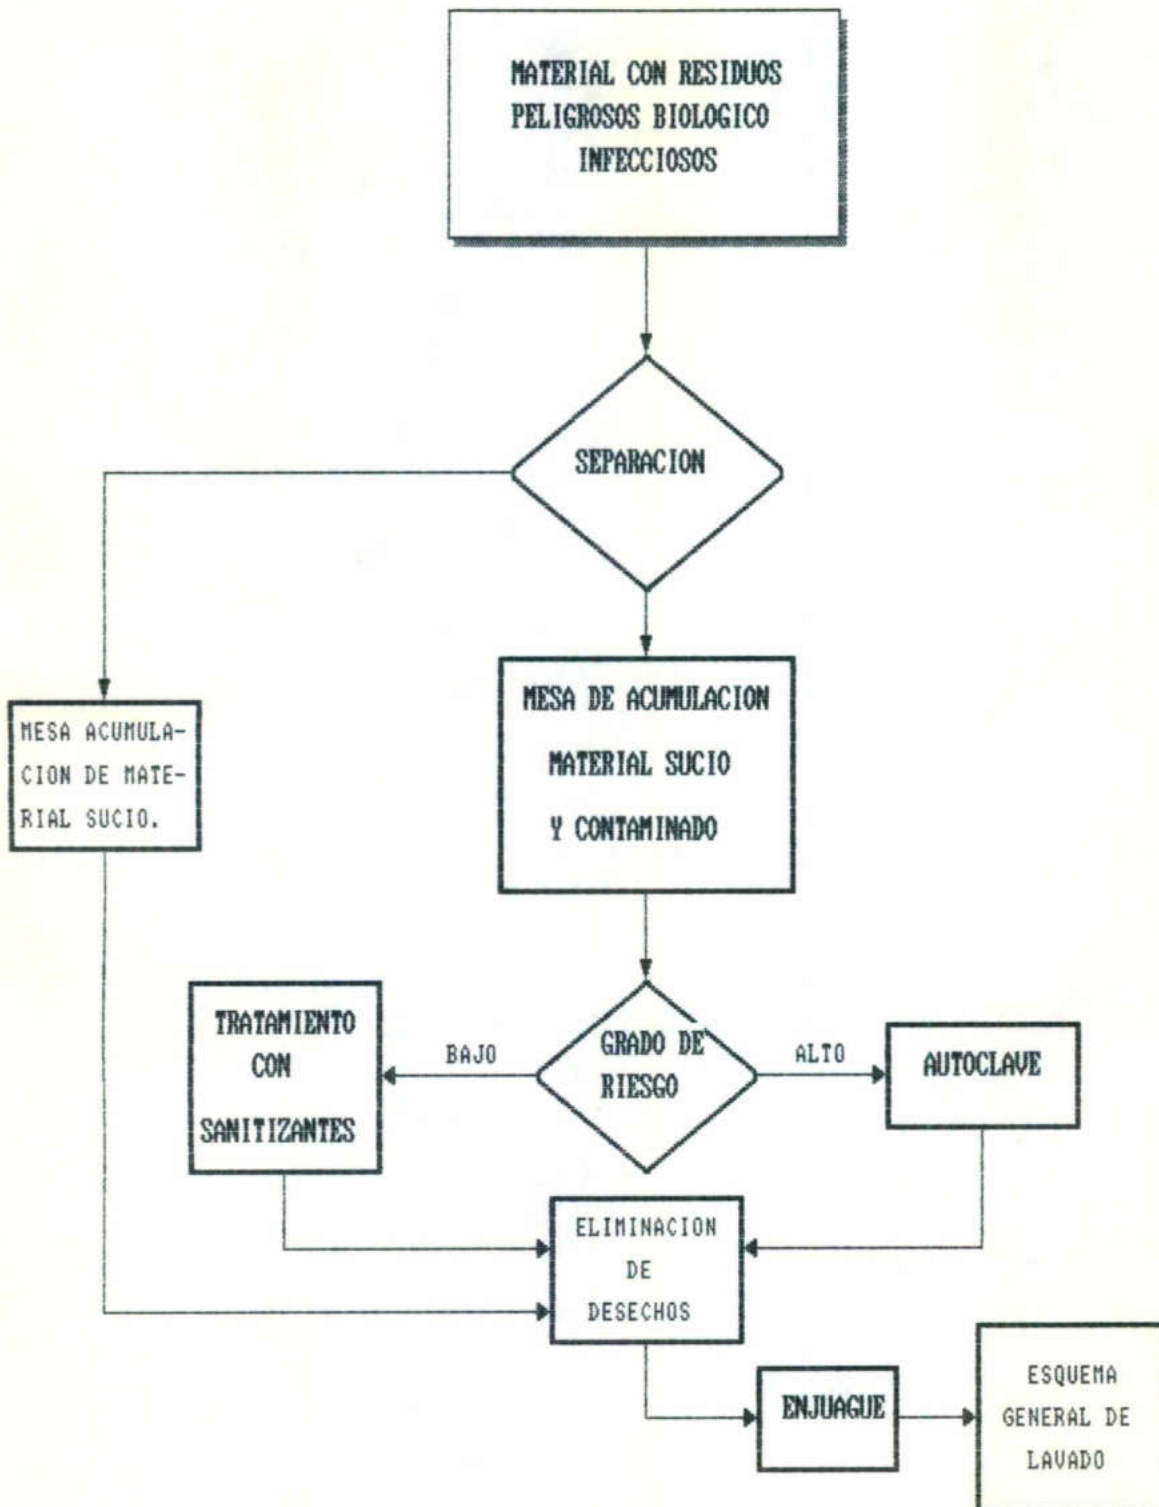 MATERIAL CON RESIDUOS
PELIGROSOS BIOLOGICO
INFECCIOSOS
SEPARACION
MESA ACUMULA-
CION DE MATE-
RIAL SUCIO.
MESA DE ACUMULACION
MATERIAL SUCIO
Y CONTAMINADO
TRATAMIENTO
CON
SANITIZANTES
BAJO
GRADO DE
RIESGO
ALTO
AUTOCLAVE
ELIMINACION
DE
DESECHOS
ENJUAGUE
ESQUEMA
GENERAL DE
LAVADO